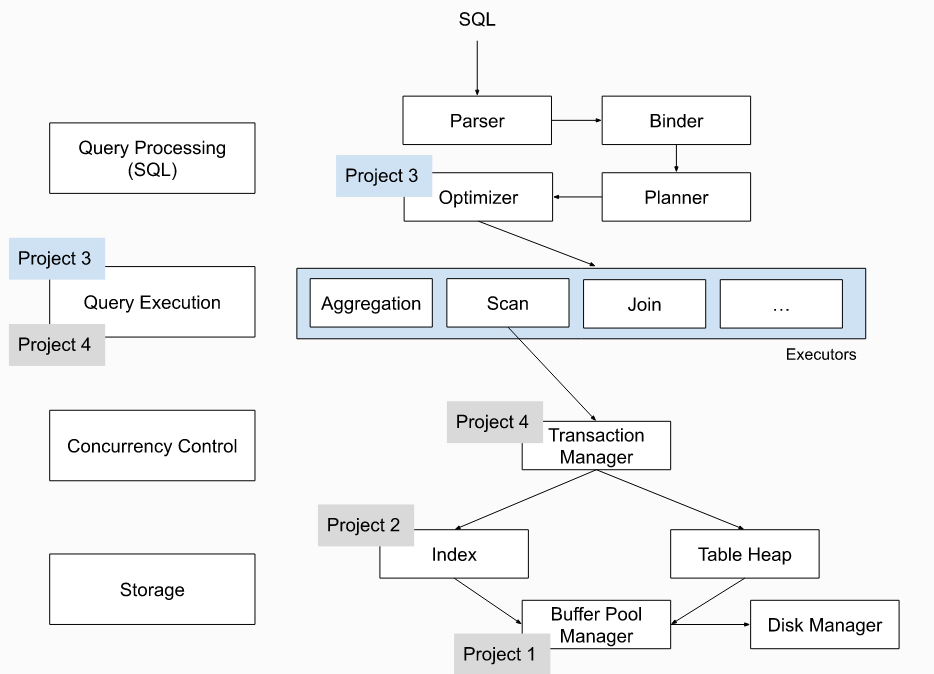 SQL
Parser
Binder
Query Processing
(SQL)
Project 3
Optimizer
Planner
Project 3
Query Execution
Project 4
Aggregation
Scan
Join
...
Executors
Concurrency Control
Project 4
Transaction
Manager
Project 2
Index
Table Heap
Storage
Buffer Pool
Manager
Disk Manager
Project 1